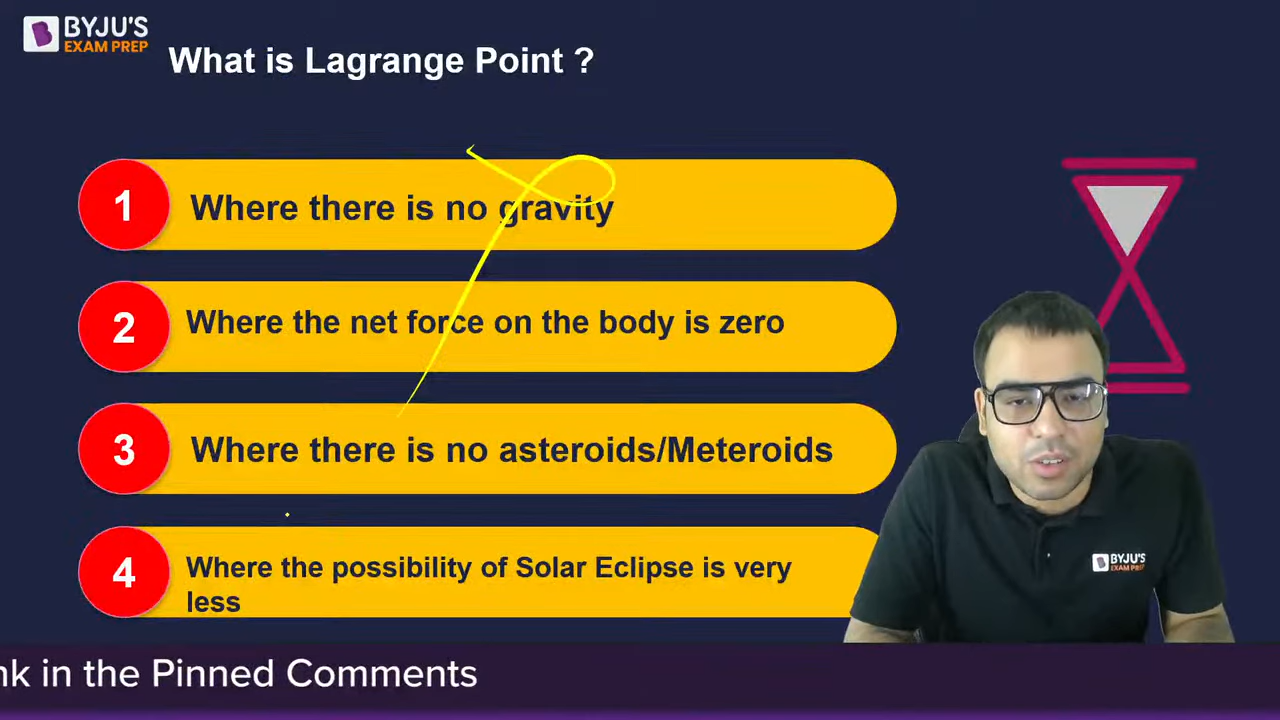 BYJU'S
EXAM PREP
What is Lagrange Point ?
1
Where there is no gravity
2
Where the net force on the body is zero
3
Where there is no asteroids/Meteroids
4
Where the possibility of Solar Eclipse is very
less
BYJU'S
EXAM PREP
nk in the Pinned Comments